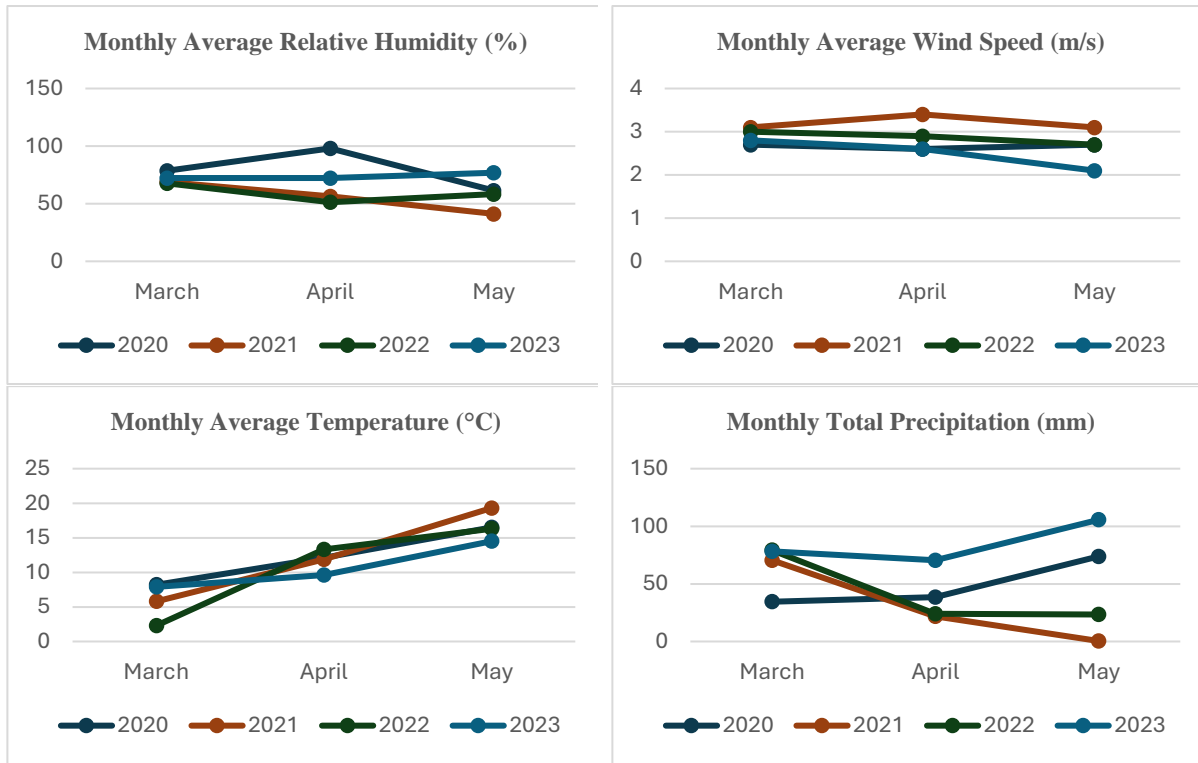 Monthly Average Relative Humidity (%)
150
100
50
0
March April May
2020 2021 2022 2023
Monthly Average Wind Speed (m/s)
4
3
2
1
0
March April May
2020 2021 2022 2023
Monthly Average Temperature (°C)
25
20
15
10
5
0
March April May
2020 2021 2022 2023
Monthly Total Precipitation (mm)
150
100
50
0
March April May
2020 2021 2022 2023